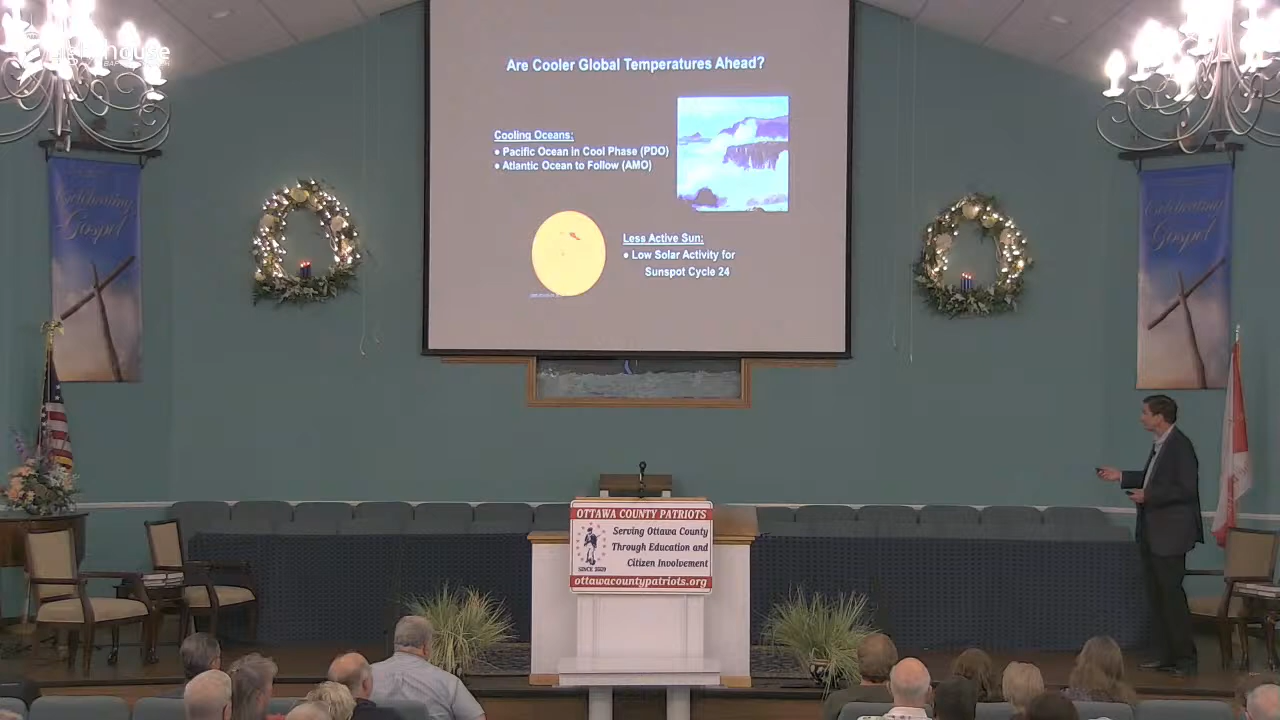 house
Are Cooler Global Temperatures Ahead?
Cooling Oceans:
● Pacific Ocean in Cool Phase (PDO)
● Atlantic Ocean to Follow (AMO)
Less Active Sun:
● Low Solar Activity for
Sunspot Cycle 24
Celebrating
Gospel
Celebrating
Gospel
OTTAWA COUNTY PATRIOTS
Serving Ottawa County
Through Education and
Citizen Involvement
SINCE 2009
ottawacountypatriots.org